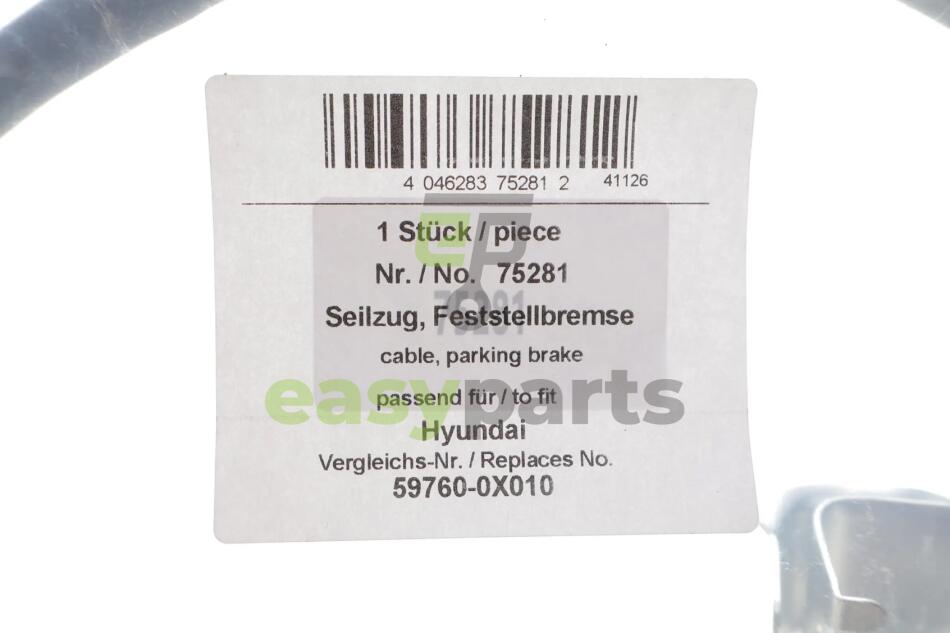 4 046283 75281 2 41126
1 Stück / piece
Nr. / No. 75281
75281
Seilzug, Feststellbremse
cable, parking brake
easyparts
passend für / to fit
Hyundai
Vergleichs-Nr. / Replaces No.
59760-0X010